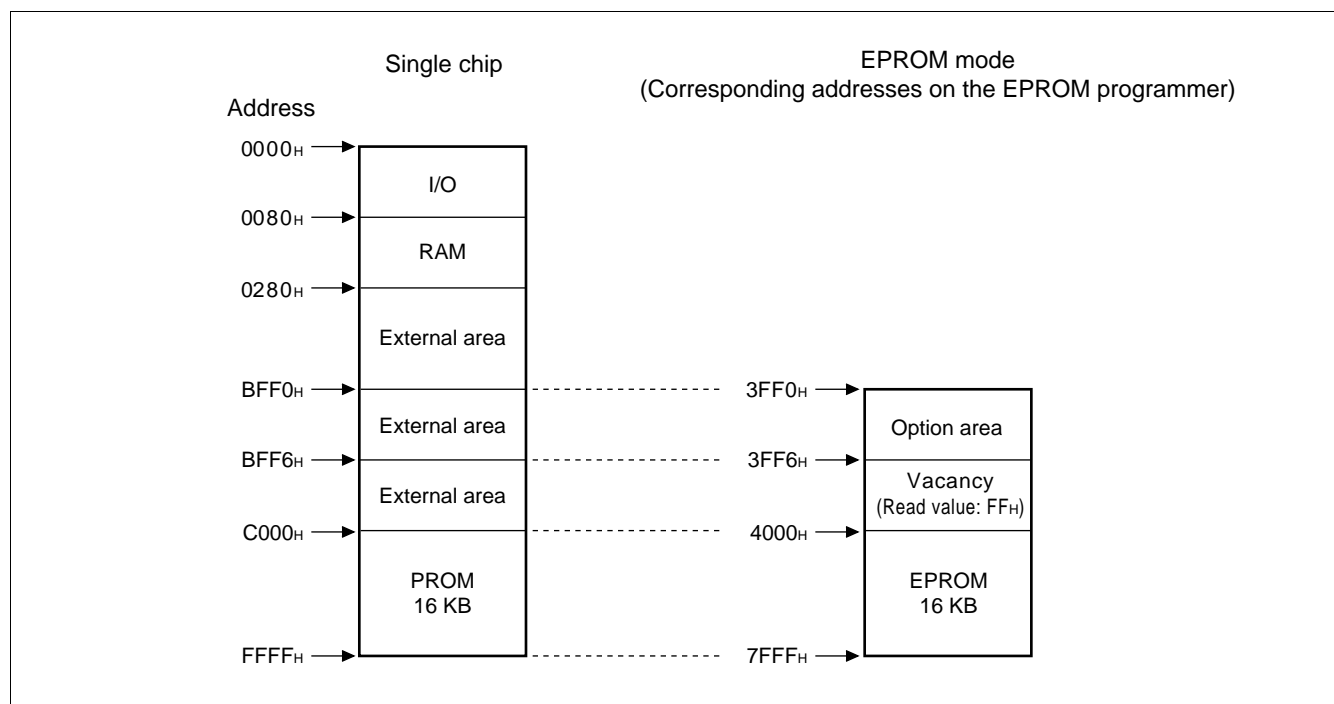 Single chip
EPROM mode
(Corresponding addresses on the EPROM programmer)
Address
0000H
I/O
0080H
RAM
0280H
External area
BFF0H
3FF0H
External area
Option area
BFF6H
3FF6H
External area
Vacancy
(Read value: FFH)
C000H
4000H
PROM
16 KB
EPROM
16 KB
FFFFH
7FFFH